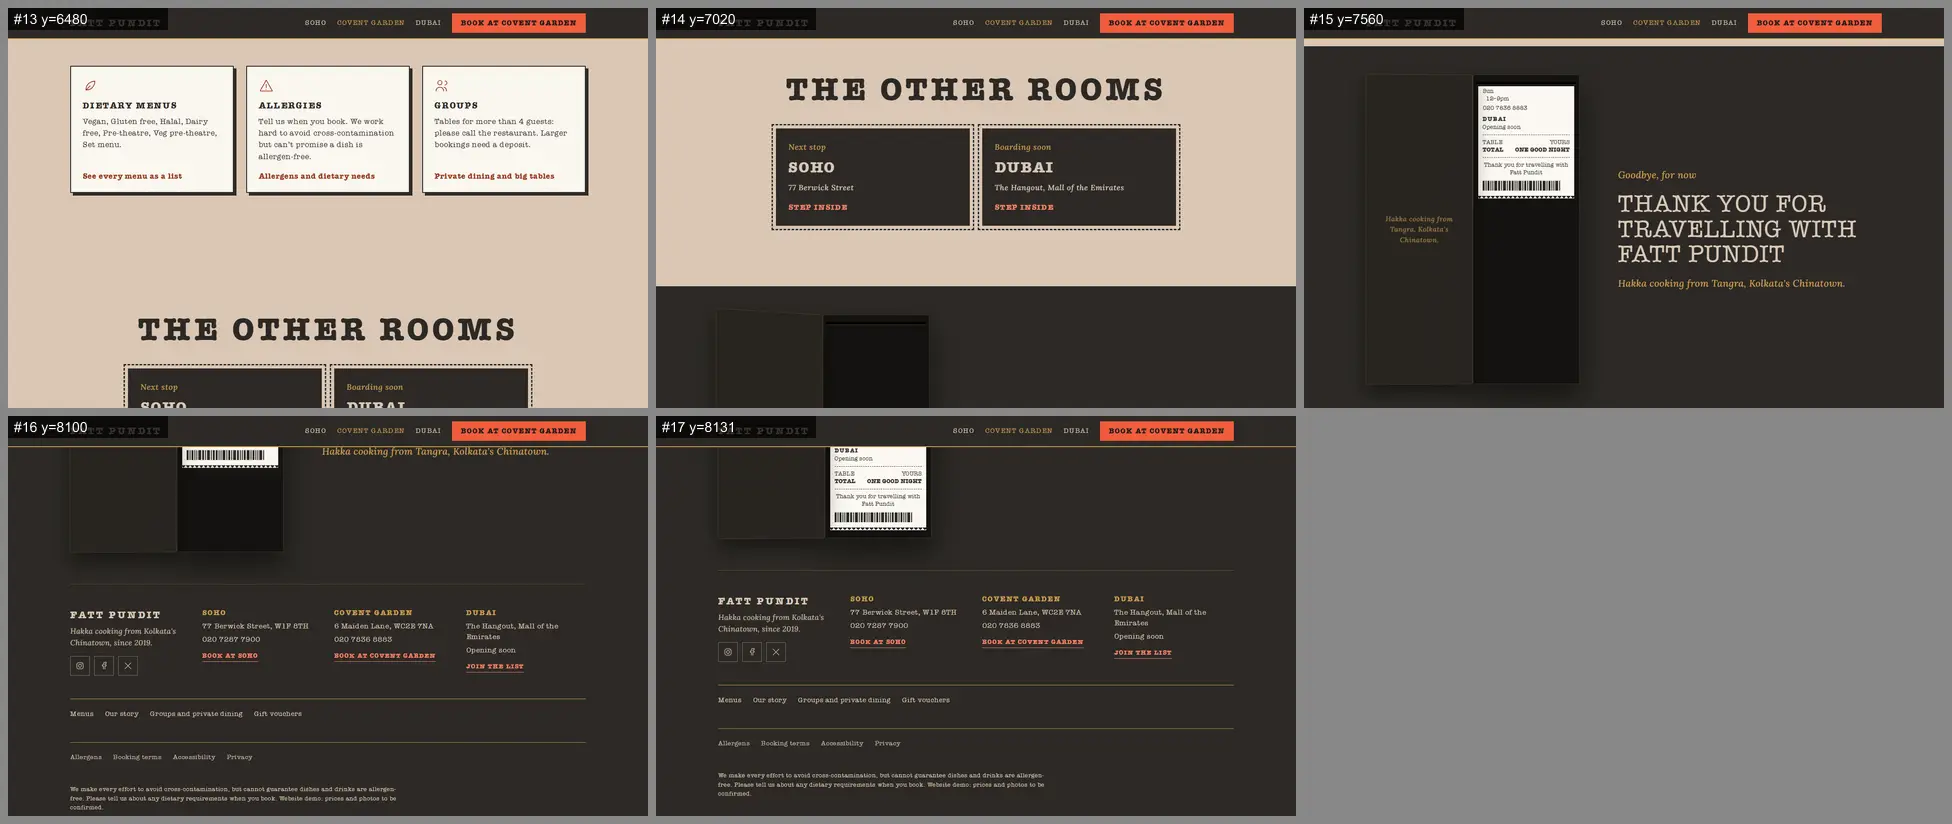 #13 y=6480
FATT PUNDIT
SOHO COVENT GARDEN DUBAI BOOK AT COVENT GARDEN
DIETARY MENUS
Vegan, Gluten free, Halal, Dairy
free, Pre-theatre, Veg pre-theatre,
Set menu.
See every menu as a list
ALLERGIES
Tell us when you book. We work
hard to avoid cross-contamination
but can't promise a dish is
allergen-free.
Allergens and dietary needs
GROUPS
Tables for more than 4 guests:
please call the restaurant. Larger
bookings need a deposit.
Private dining and big tables
THE OTHER ROOMS
Next stop
SOHO
Boarding soon
DUBAI
#14 y=7020
FATT PUNDIT
SOHO COVENT GARDEN DUBAI BOOK AT COVENT GARDEN
THE OTHER ROOMS
Next stop
SOHO
77 Berwick Street
STEP INSIDE
Boarding soon
DUBAI
The Hangout, Mall of the Emirates
STEP INSIDE
#15 y=7560
FATT PUNDIT
SOHO COVENT GARDEN DUBAI BOOK AT COVENT GARDEN
Hakka cooking from
Tangra, Kolkata's
Chinatown.
Sun
12-9pm
020 7836 8883
DUBAI
Opening soon
TABLE YOURS
TOTAL ONE GOOD NIGHT
Thank you for travelling with
Fatt Pundit
Goodbye, for now
THANK YOU FOR
TRAVELLING WITH
FATT PUNDIT
Hakka cooking from Tangra, Kolkata's Chinatown.
#16 y=8100
FATT PUNDIT
SOHO COVENT GARDEN DUBAI BOOK AT COVENT GARDEN
Hakka cooking from Tangra, Kolkata's Chinatown.
FATT PUNDIT
Hakka cooking from Kolkata's
Chinatown, since 2019.
SOHO
77 Berwick Street, W1F 8TH
020 7287 7900
BOOK AT SOHO
COVENT GARDEN
6 Maiden Lane, WC2E 7NA
020 7836 8883
BOOK AT COVENT GARDEN
DUBAI
The Hangout, Mall of the
Emirates
Opening soon
JOIN THE LIST
Menus Our story Groups and private dining Gift vouchers
Allergens Booking terms Accessibility Privacy
We make every effort to avoid cross-contamination, but cannot guarantee dishes and drinks are allergen-
free. Please tell us about any dietary requirements when you book. Website demo: prices and photos to be
confirmed.
#17 y=8131
FATT PUNDIT
SOHO COVENT GARDEN DUBAI BOOK AT COVENT GARDEN
DUBAI
Opening soon
TABLE YOURS
TOTAL ONE GOOD NIGHT
Thank you for travelling with
Fatt Pundit
FATT PUNDIT
Hakka cooking from Kolkata's
Chinatown, since 2019.
SOHO
77 Berwick Street, W1F 8TH
020 7287 7900
BOOK AT SOHO
COVENT GARDEN
6 Maiden Lane, WC2E 7NA
020 7836 8883
BOOK AT COVENT GARDEN
DUBAI
The Hangout, Mall of the
Emirates
Opening soon
JOIN THE LIST
Menus Our story Groups and private dining Gift vouchers
Allergens Booking terms Accessibility Privacy
We make every effort to avoid cross-contamination, but cannot guarantee dishes and drinks are allergen-
free. Please tell us about any dietary requirements when you book. Website demo: prices and photos to be
confirmed.